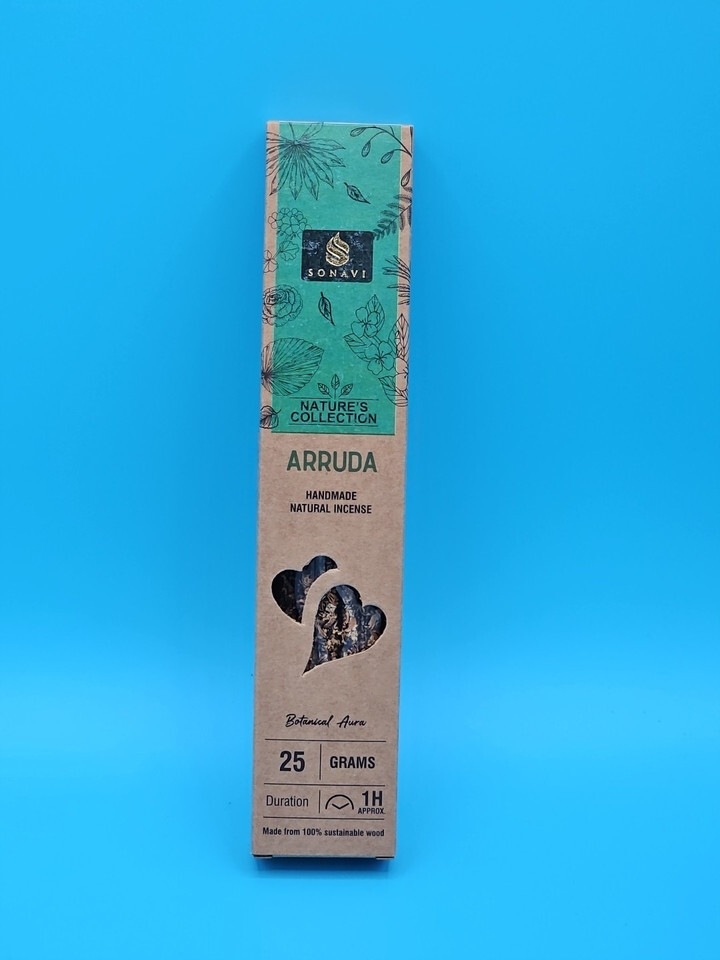 SONAVI
NATURE'S
COLLECTION
ARRUDA
HANDMADE
NATURAL INCENSE
Botanical Aura
25 GRAMS
Duration 1H
APPROX.
Made from 100% sustainable wood